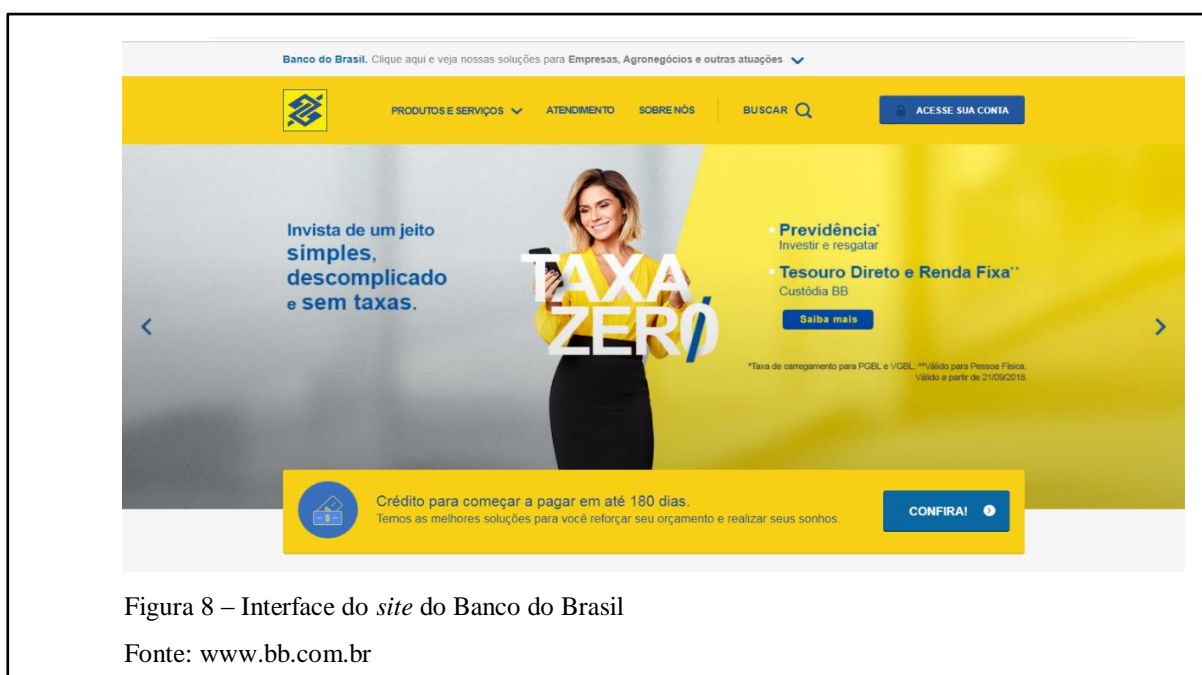 Banco do Brasil. Clique aqui e veja nossas soluções para Empresas, Agronegócios e outras atuações
PRODUTOS E SERVIÇOS ATENDIMENTO SOBRE NÓS BUSCAR ACESSE SUA CONTA
Invista de um jeito
simples,
descomplicado
e sem taxas.
TAXA
ZERO
Previdência*
Investir e resgatar
Tesouro Direto e Renda Fixa**
Custódia BB
Saiba mais
*Taxa de carregamento para PGBL e VGBL. **Válido para Pessoa Física.
Válido a partir de 21/09/2018.
-$-
Crédito para começar a pagar em até 180 dias.
Temos as melhores soluções para você reforçar seu orçamento e realizar seus sonhos.
CONFIRA!
Figura 8 – Interface do site do Banco do Brasil
Fonte: www.bb.com.br